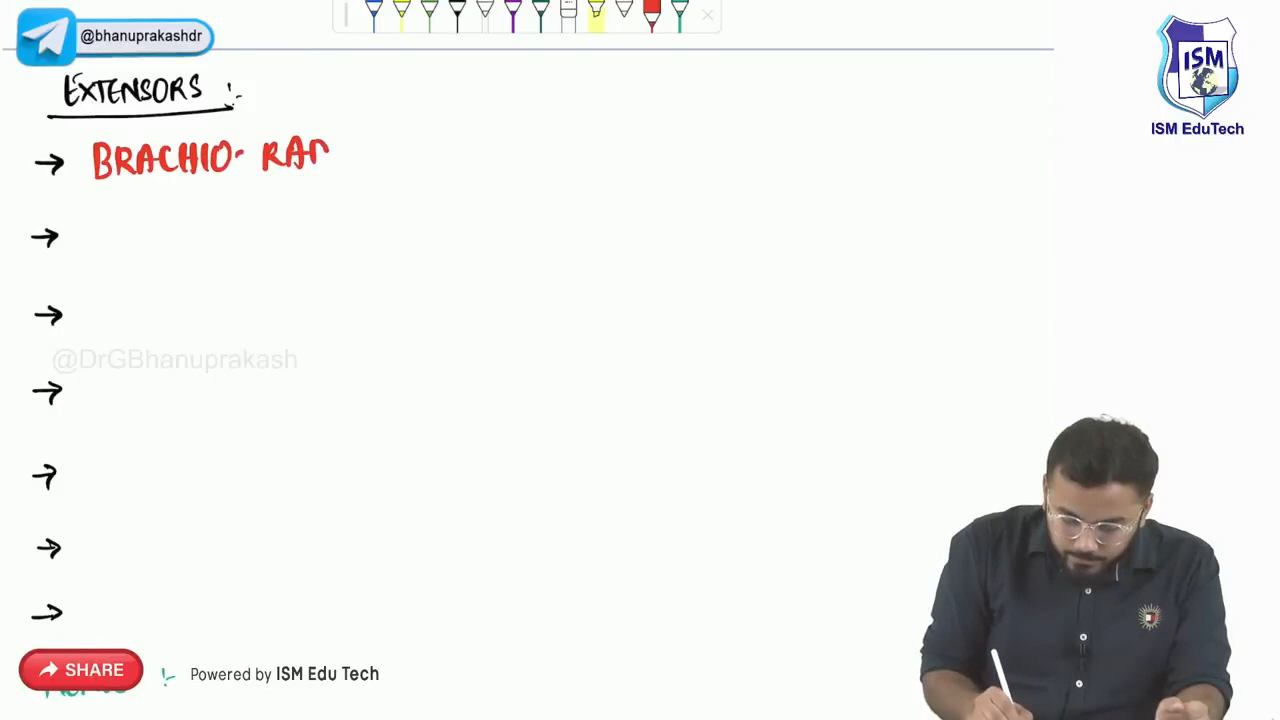 @bhanuprakashdr
ISM
ISM EduTech
EXTENSORS :-
→ BRACHIO- RAD
→
→
@DrGBhanuprakash
→
→
→
→
SHARE
Powered by ISM Edu Tech